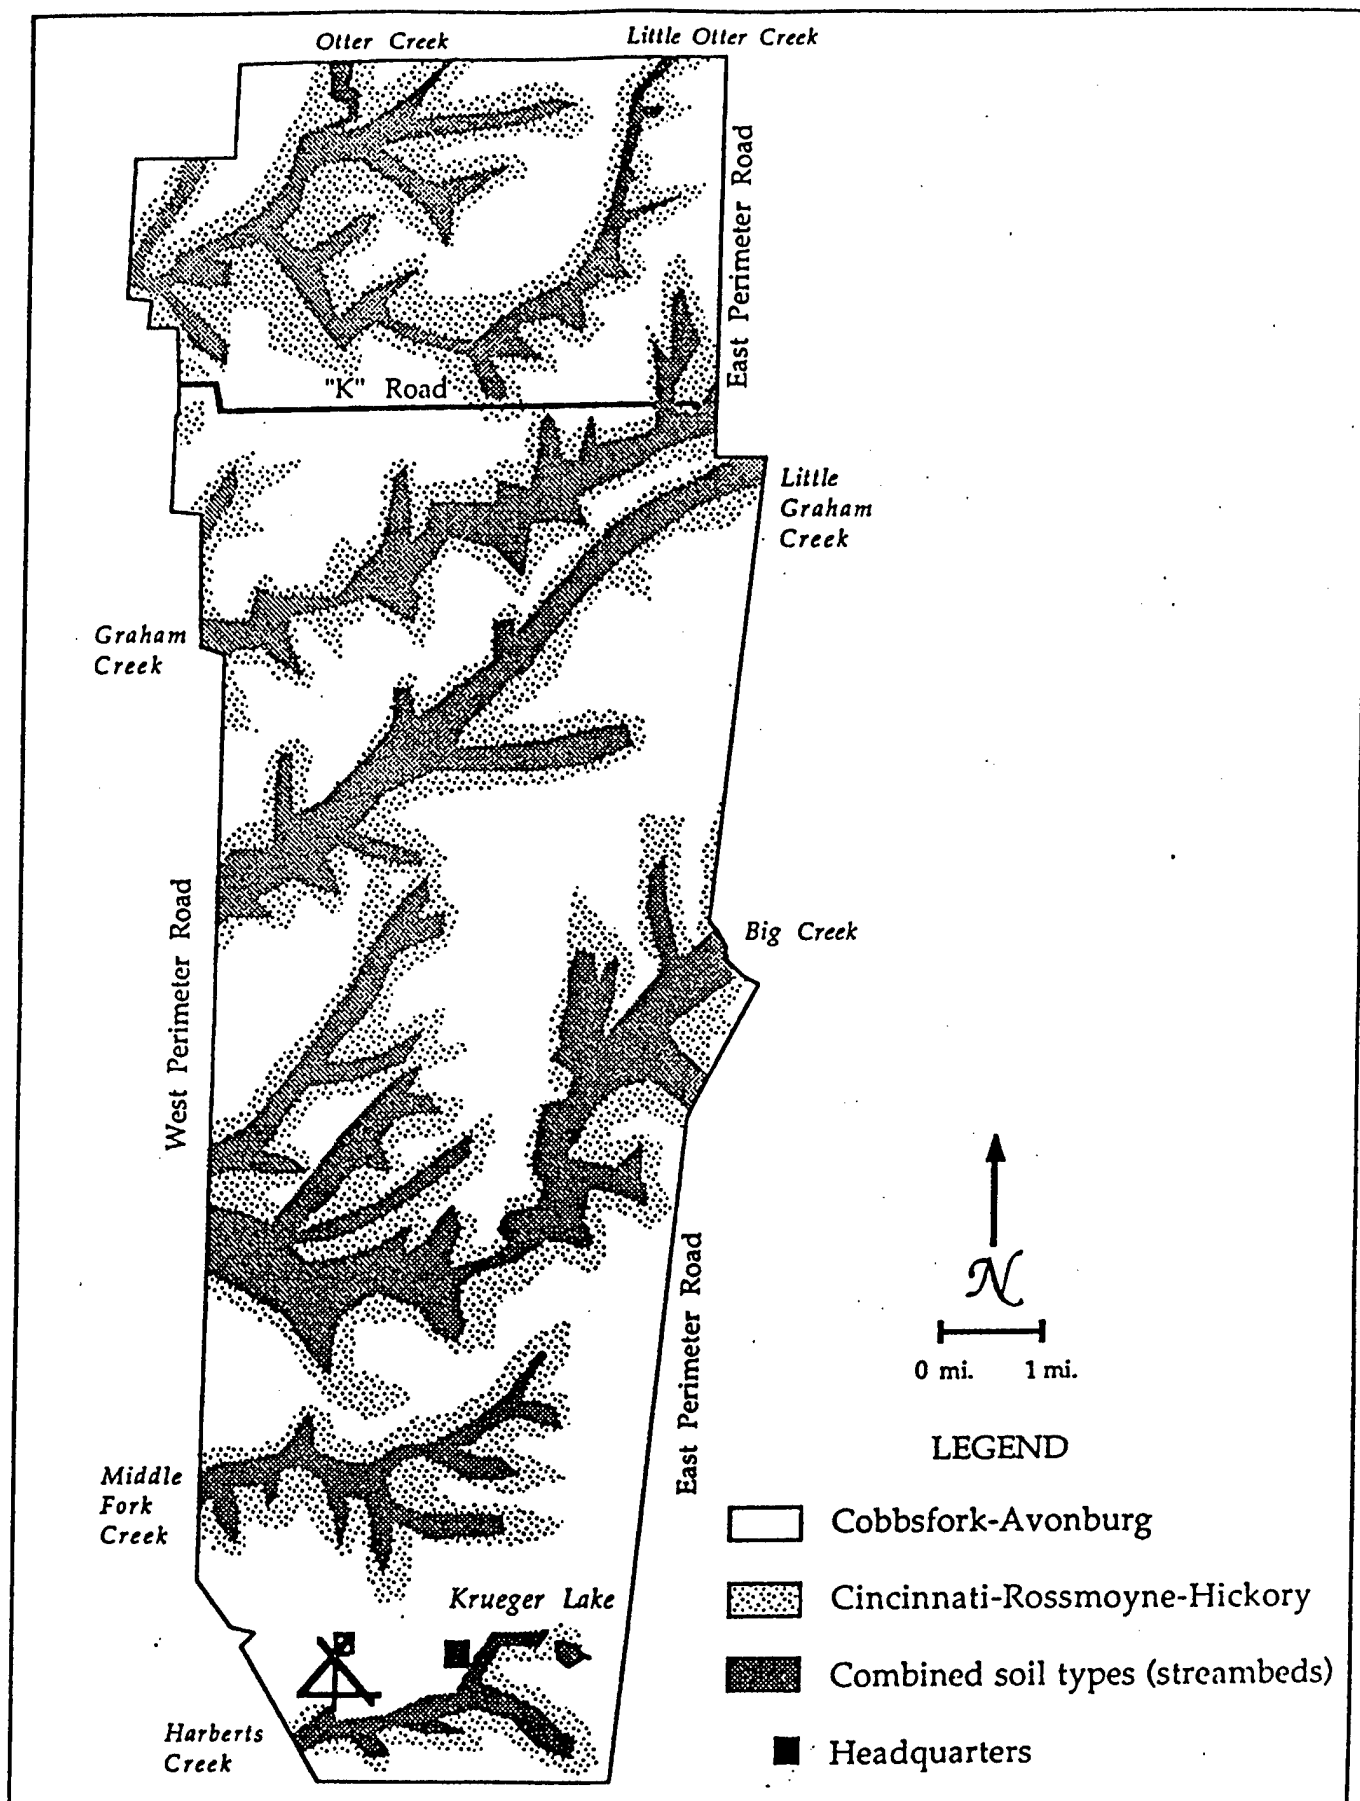 Otter Creek
Little Otter Creek
East Perimeter Road
"K" Road
Little
Graham
Creek
Graham
Creek
West Perimeter Road
Big Creek
East Perimeter Road
N
0 mi. 1 mi.
LEGEND
Middle
Fork
Creek
Cobbsfork-Avonburg
Krueger Lake
Cincinnati-Rossmoyne-Hickory
Combined soil types (streambeds)
Harberts
Creek
Headquarters